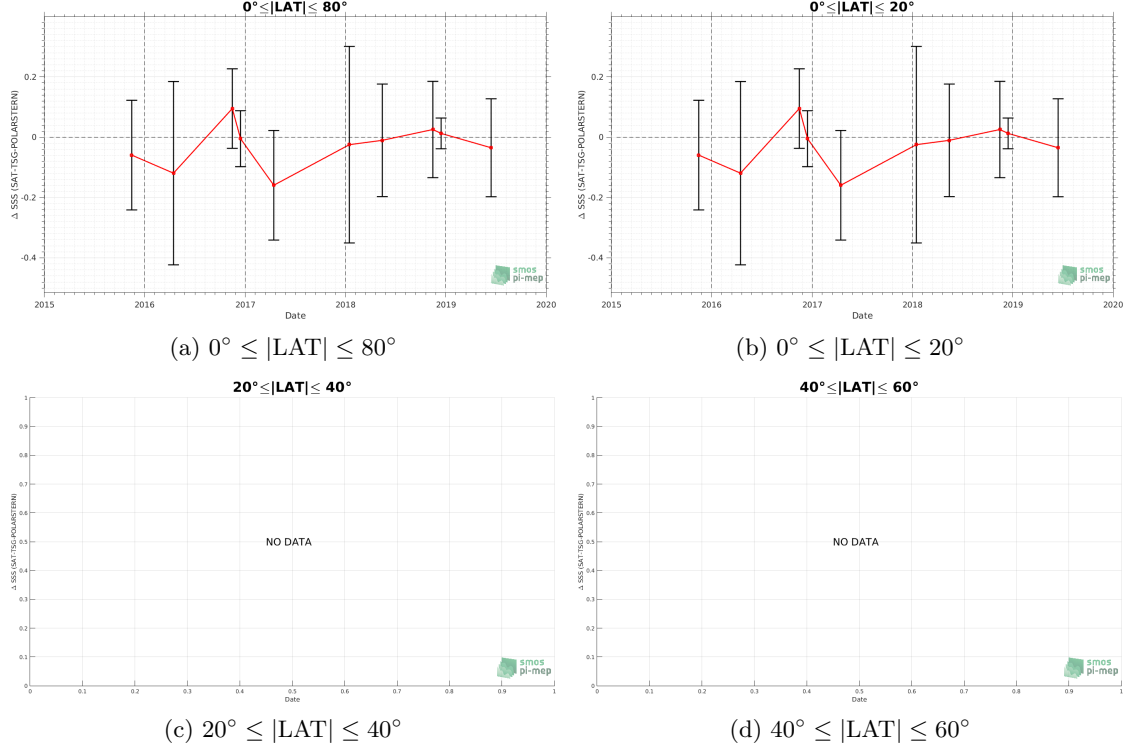 0°≤|LAT|≤ 80°
Δ SSS (SAT-TSG-POLARSTERN)
0.2
0
-0.2
-0.4
2015 2016 2017 2018 2019 2020
Date
smos
pi-mep
(a) 0° ≤ |LAT| ≤ 80°
0°≤|LAT|≤ 20°
Δ SSS (SAT-TSG-POLARSTERN)
0.2
0
-0.2
-0.4
2015 2016 2017 2018 2019 2020
Date
smos
pi-mep
(b) 0° ≤ |LAT| ≤ 20°
20°≤|LAT|≤ 40°
Δ SSS (SAT-TSG-POLARSTERN)
1
0.9
0.8
0.7
0.6
0.5
0.4
0.3
0.2
0.1
0
NO DATA
0 0.1 0.2 0.3 0.4 0.5 0.6 0.7 0.8 0.9 1
Date
smos
pi-mep
(c) 20° ≤ |LAT| ≤ 40°
40°≤|LAT|≤ 60°
Δ SSS (SAT-TSG-POLARSTERN)
1
0.9
0.8
0.7
0.6
0.5
0.4
0.3
0.2
0.1
0
NO DATA
0 0.1 0.2 0.3 0.4 0.5 0.6 0.7 0.8 0.9 1
Date
smos
pi-mep
(d) 40° ≤ |LAT| ≤ 60°